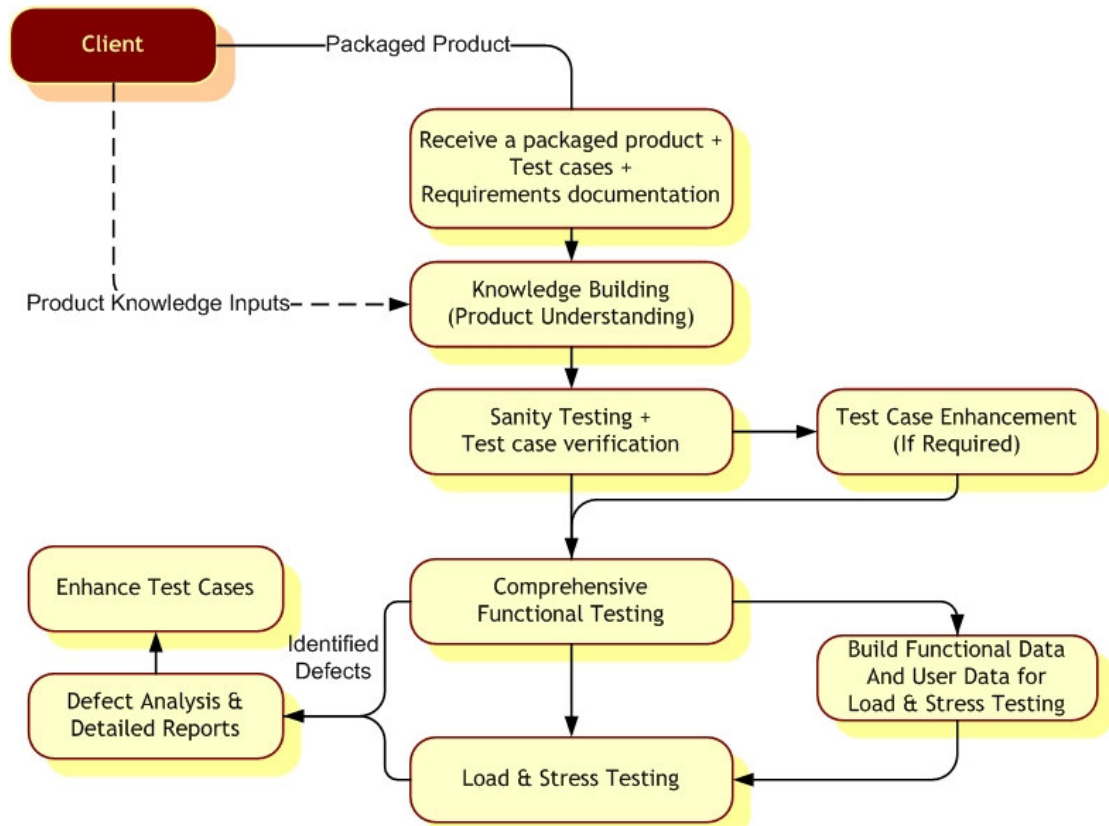 Client
Packaged Product
Receive a packaged product +
Test cases +
Requirements documentation
Product Knowledge Inputs
Knowledge Building
(Product Understanding)
Sanity Testing +
Test case verification
Test Case Enhancement
(If Required)
Enhance Test Cases
Comprehensive
Functional Testing
Identified
Defects
Build Functional Data
And User Data for
Load & Stress Testing
Defect Analysis &
Detailed Reports
Load & Stress Testing